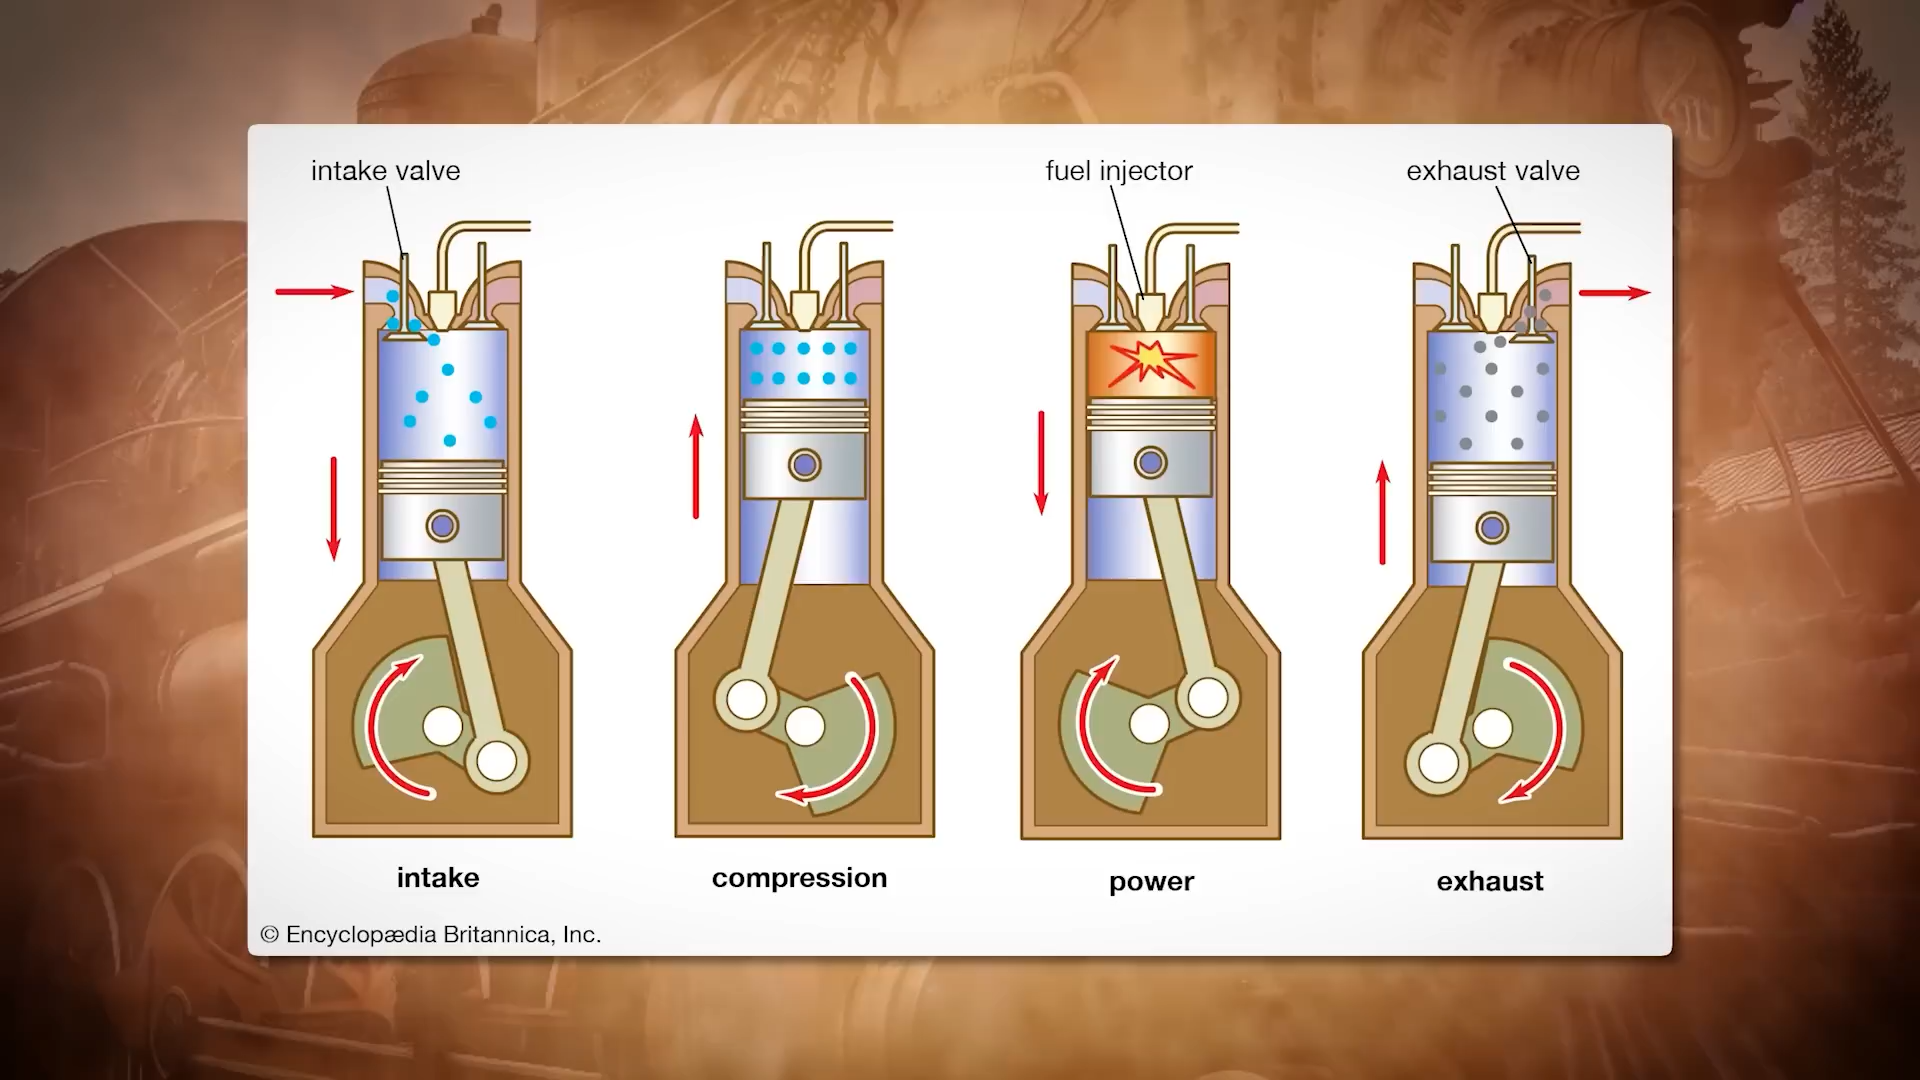 intake valve
fuel injector
exhaust valve
intake
compression
power
exhaust
© Encyclopædia Britannica, Inc.